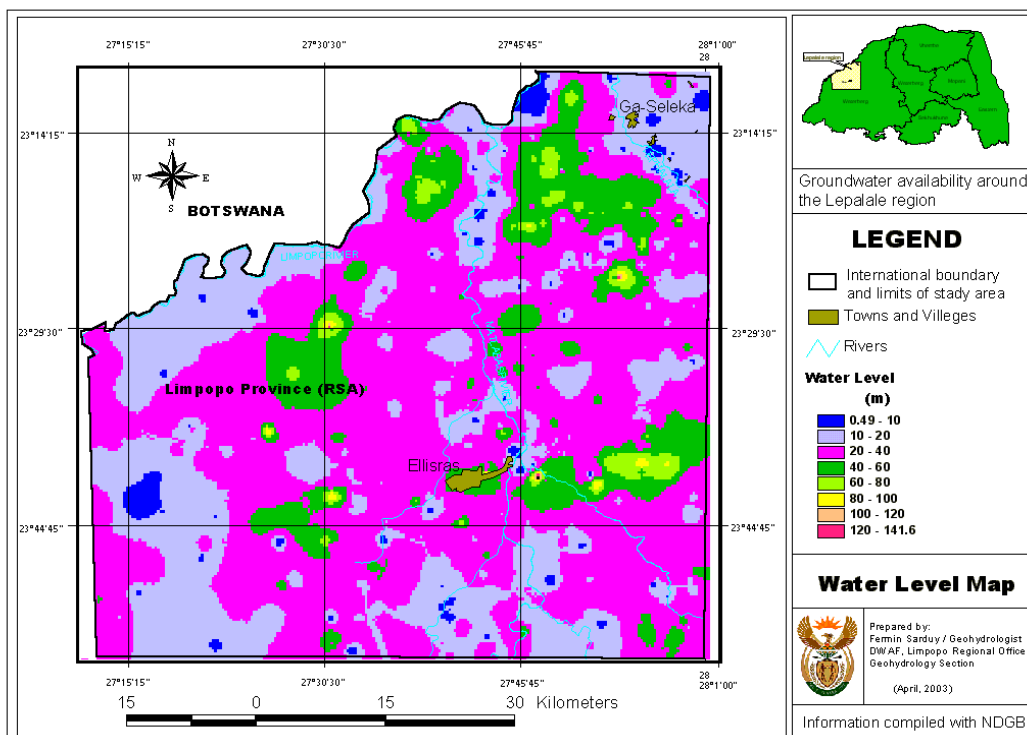 27°15'15"
27°30'30"
27°45'45"
28°1'00"
28
23°14'15"
23°14'15"
Ga-Seleka
N
W
E
S
BOTSWANA
LIMPOPO RIVER
23°29'30"
23°29'30"
Limpopo Province (RSA)
Ellisras
23°44'45"
23°44'45"
27°15'15"
27°30'30"
27°45'45"
28°1'00"
28
15
0
15
30
Kilometers
Lepalale
region
Groundwater availability around
the Lepalale region
LEGEND
International boundary
and limits of stady area
Towns and Villeges
Rivers
Water Level
(m)
0.49 - 10
10 - 20
20 - 40
40 - 60
60 - 80
80 - 100
100 - 120
120 - 141.6
Water Level Map
Prepared by:
Fermin Sarduy / Geohydrologist
DWAF, Limpopo Regional Office
Geohydrology Section
(April, 2003)
Information compiled with NDGB